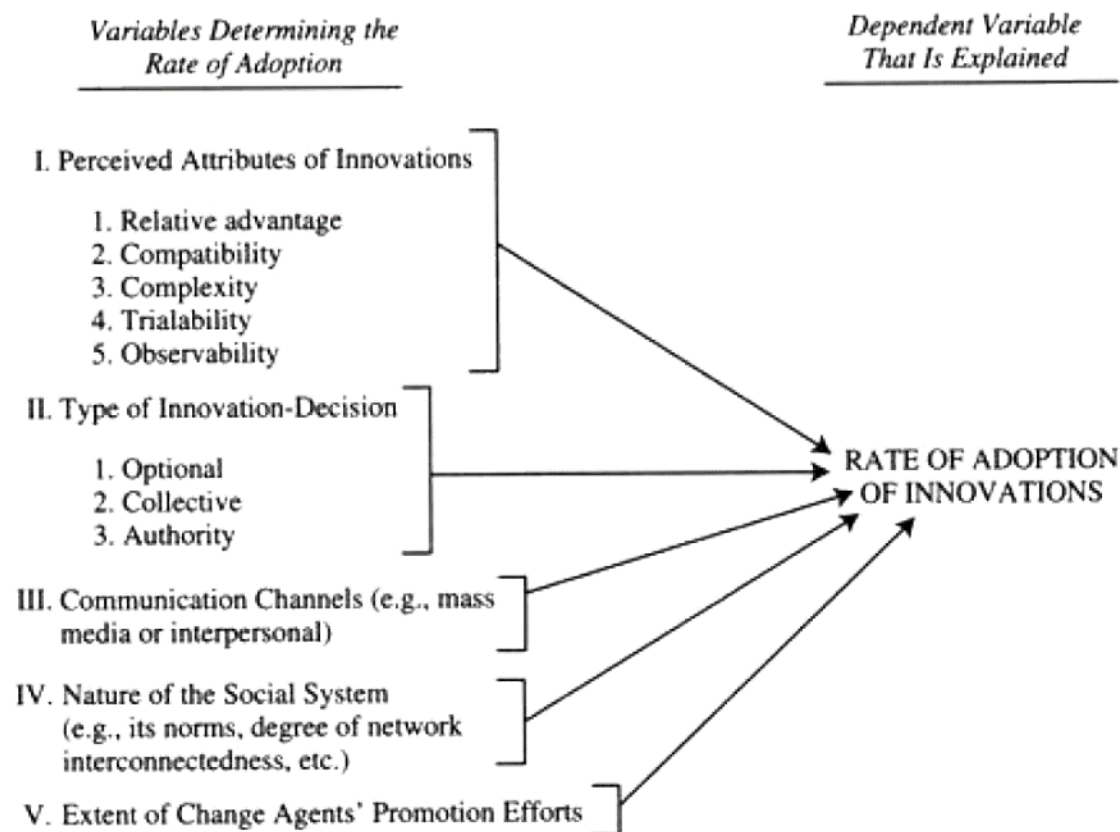 Variables Determining the
Rate of Adoption
Dependent Variable
That Is Explained
I. Perceived Attributes of Innovations
1. Relative advantage
2. Compatibility
3. Complexity
4. Trialability
5. Observability
II. Type of Innovation-Decision
1. Optional
2. Collective
3. Authority
III. Communication Channels (e.g., mass
media or interpersonal)
IV. Nature of the Social System
(e.g., its norms, degree of network
interconnectedness, etc.)
V. Extent of Change Agents’ Promotion Efforts
RATE OF ADOPTION
OF INNOVATIONS